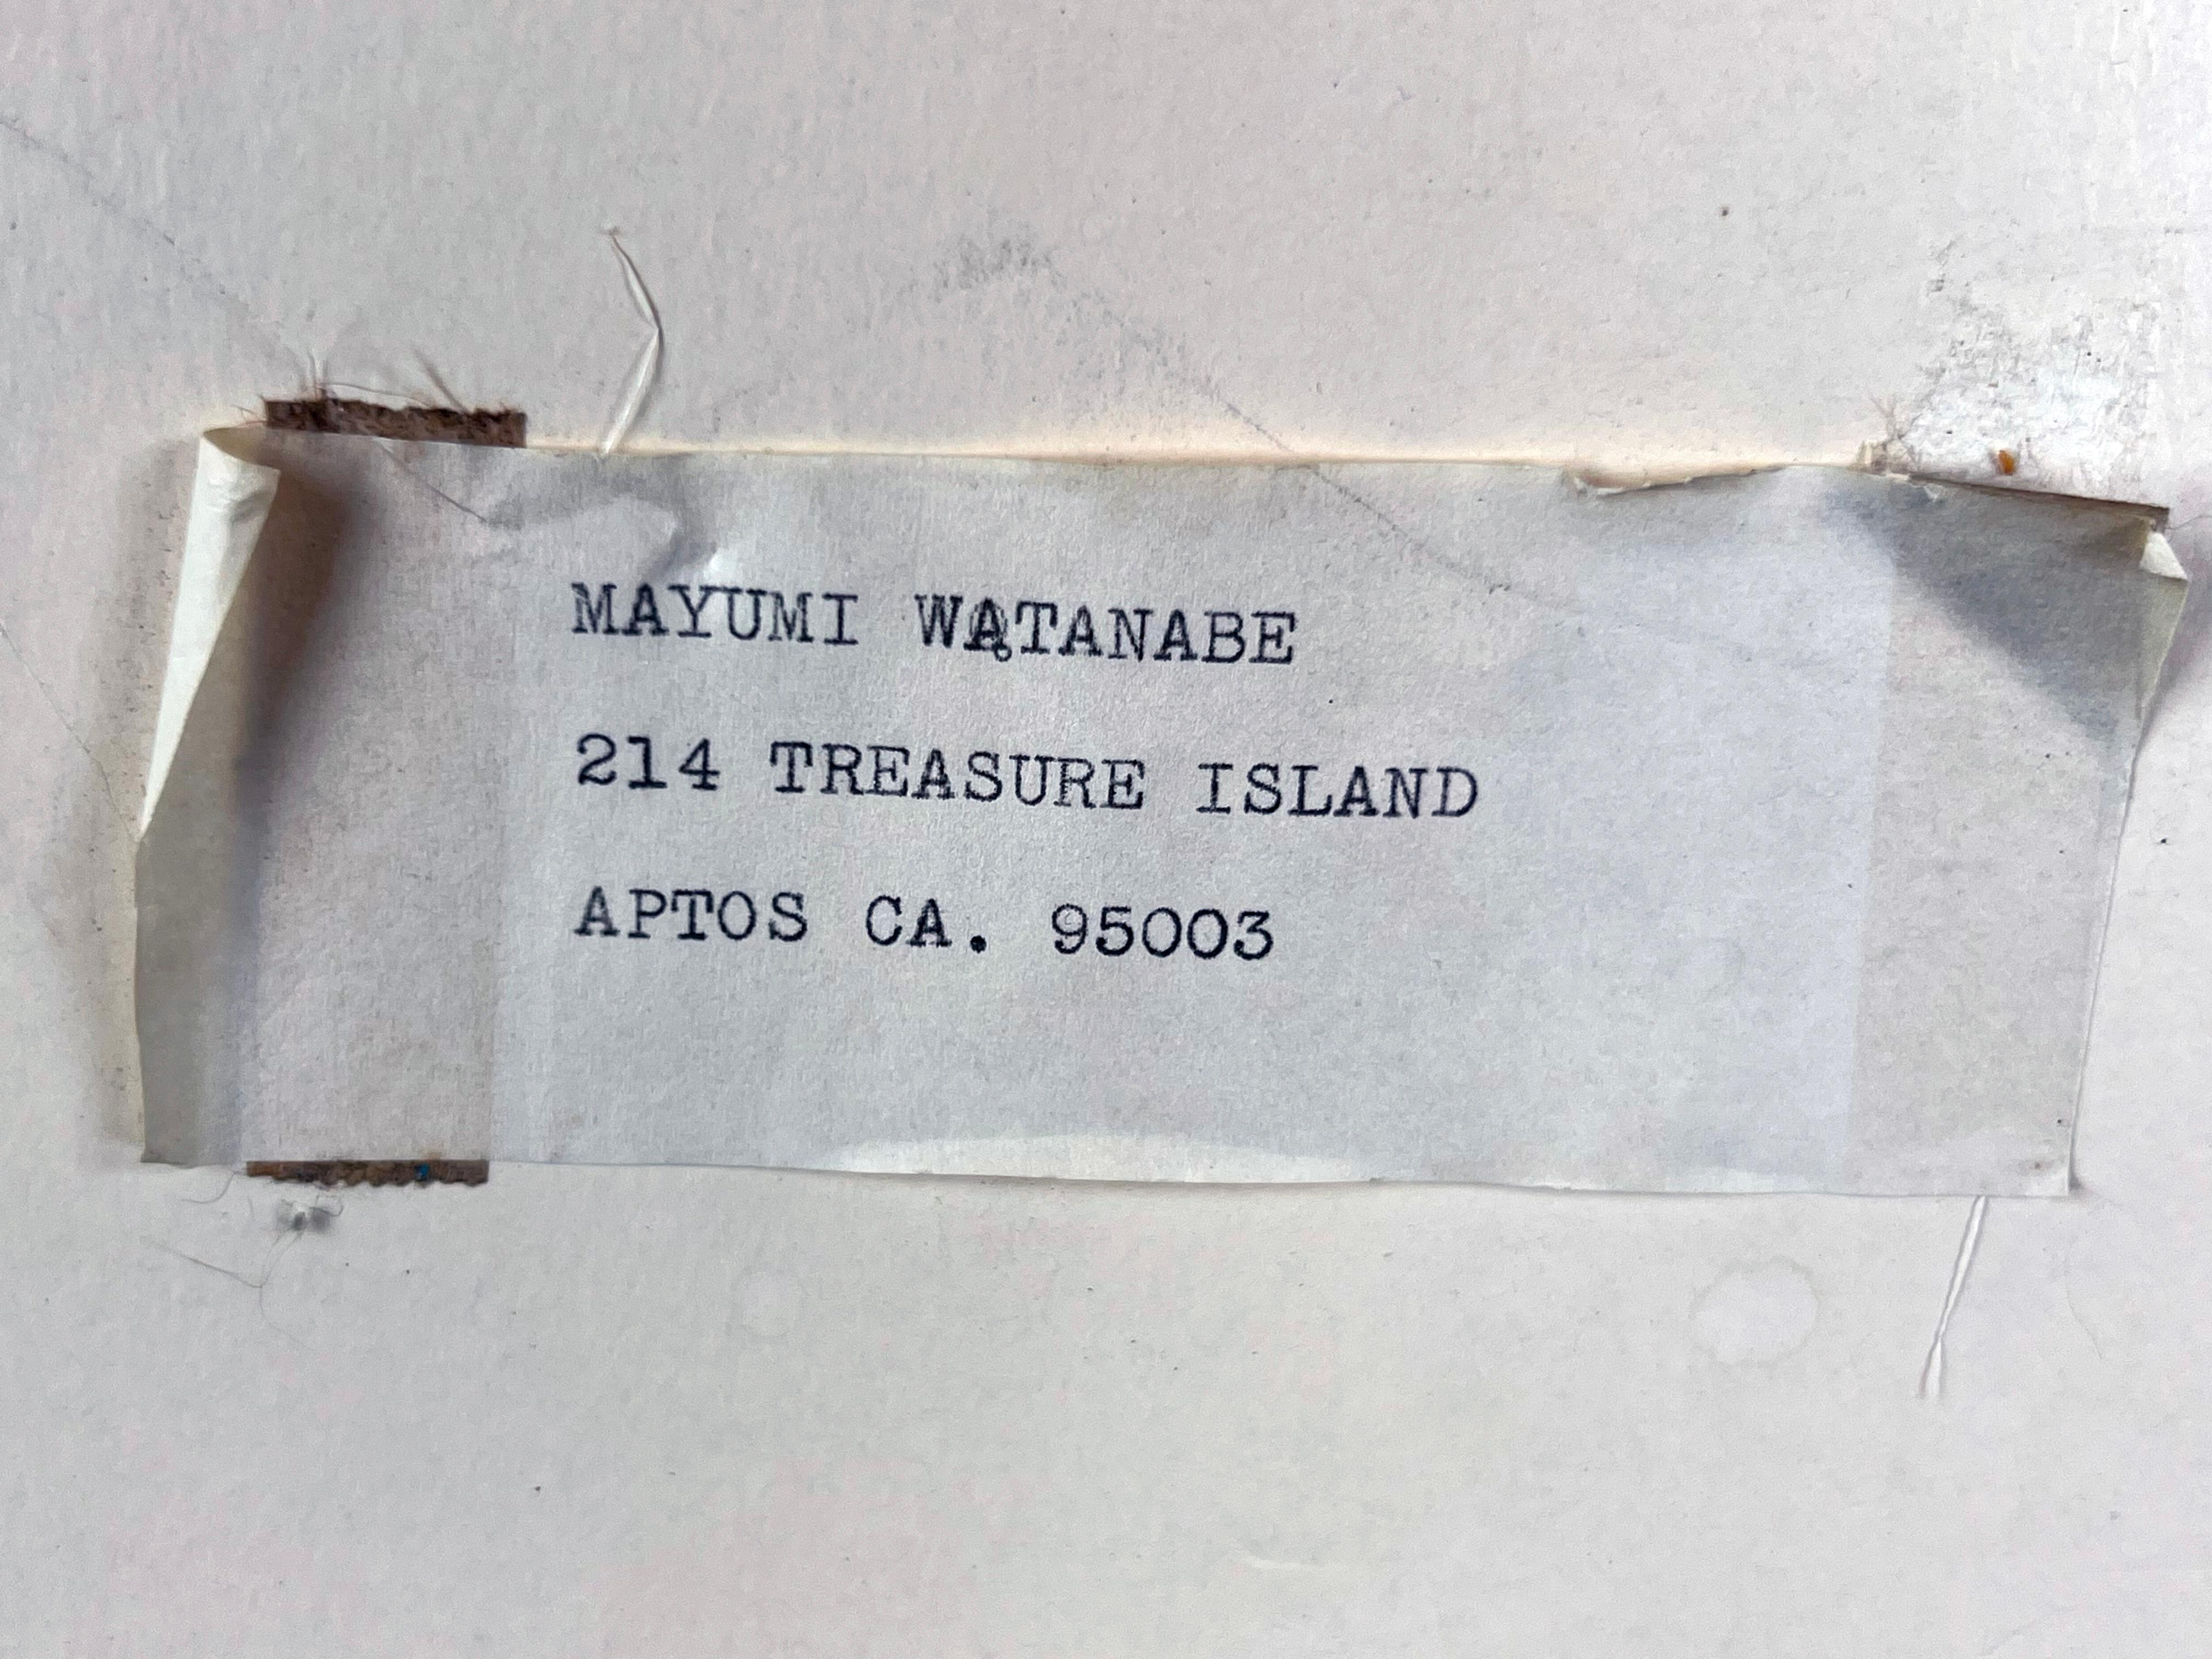 MAYUMI WATANABE
214 TREASURE ISLAND
APTOS CA. 95003